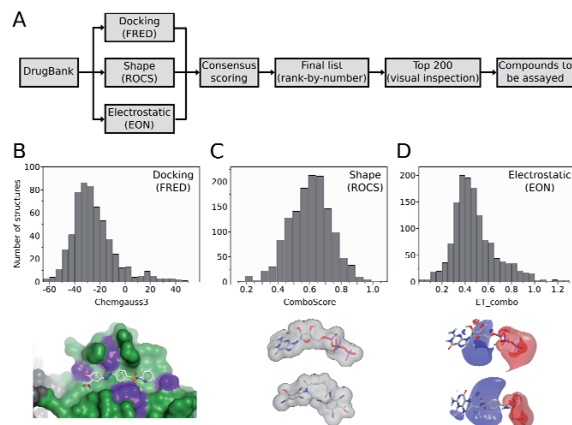 A
DrugBank
Docking
(FRED)
Shape
(ROCS)
Electrostatic
(EON)
Consensus
scoring
Final list
(rank-by-number)
Top 200
(visual inspection)
Compounds to
be assayed
B
Docking
(FRED)
Number of structures
100
80
60
40
20
0
-60 -40 -20 0 20 40
Chemgauss3
C
Shape
(ROCS)
200
150
100
50
0
0.2 0.4 0.6 0.8 1.0
ComboScore
D
Electrostatic
(EON)
200
150
100
50
0
0.2 0.4 0.6 0.8 1.0 1.2
ET_combo